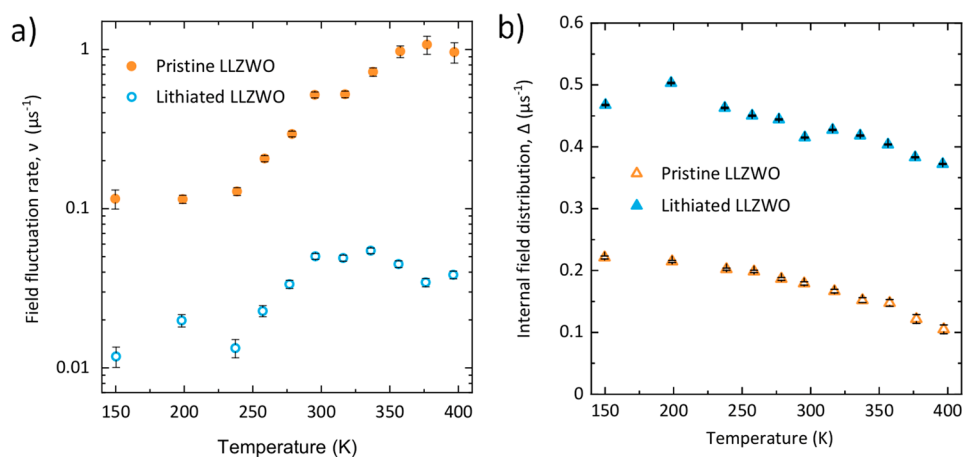 a)
Field fluctuation rate, ν (μs⁻¹)
1
0.1
0.01
Pristine LLZWO
Lithiated LLZWO
150 200 250 300 350 400
Temperature (K)
b)
Internal field distribution, Δ (μs⁻¹)
0.6
0.5
0.4
0.3
0.2
0.1
0
Pristine LLZWO
Lithiated LLZWO
150 200 250 300 350 400
Temperature (K)